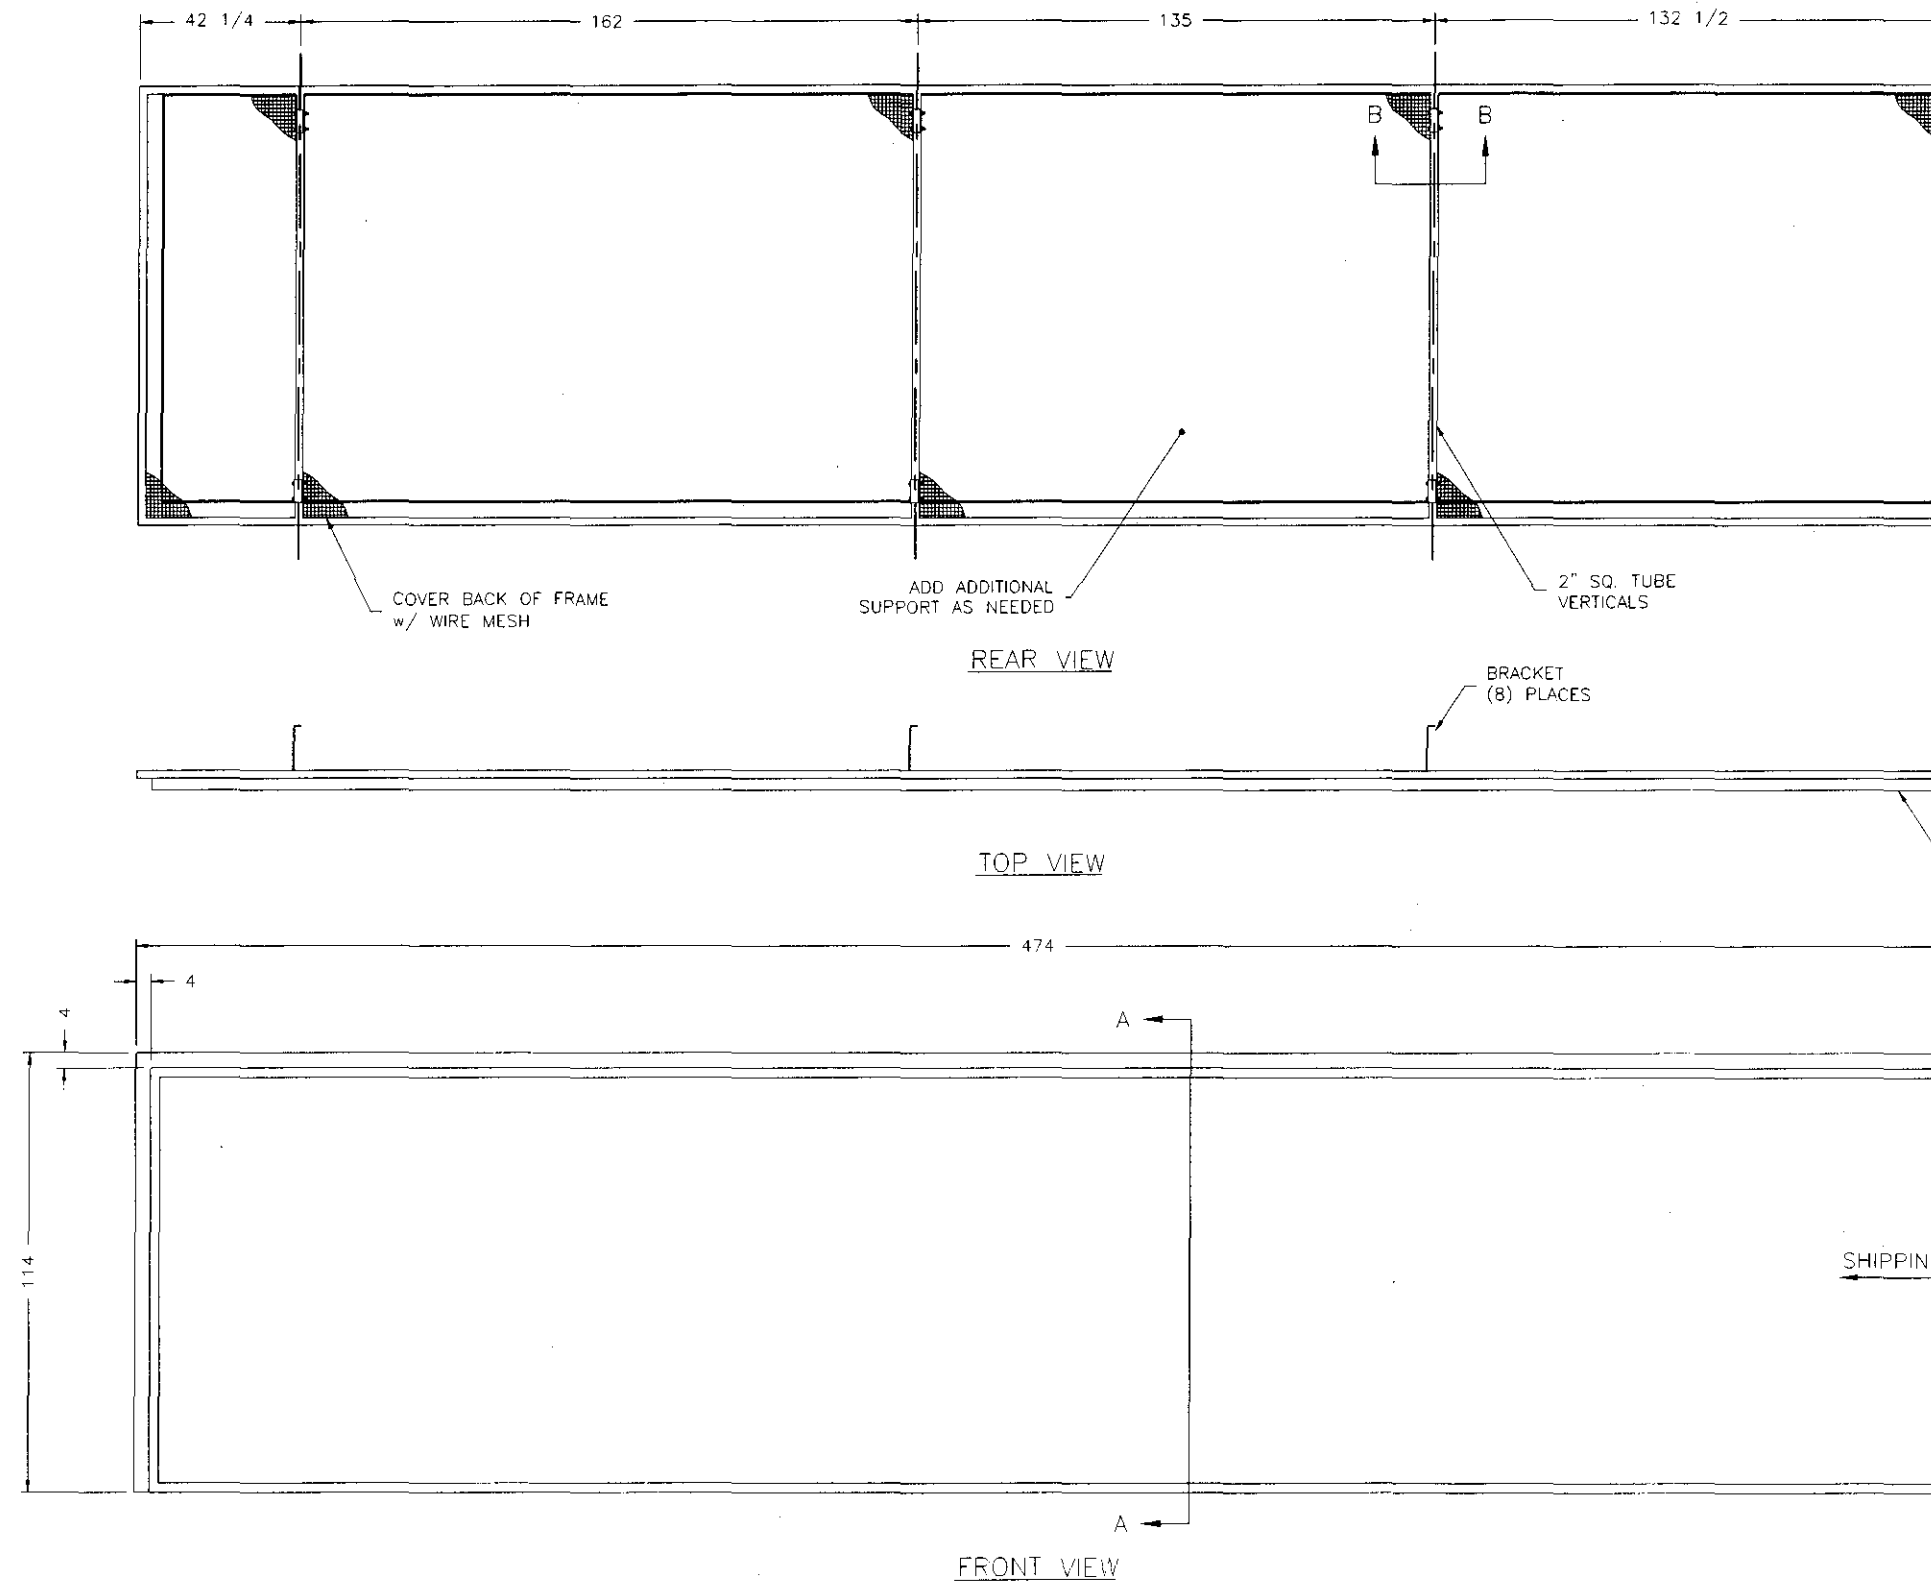 42 1/4 162 135 132 1/2
B B
COVER BACK OF FRAME
w/ WIRE MESH
ADD ADDITIONAL
SUPPORT AS NEEDED
2" SQ. TUBE
VERTICALS
REAR VIEW
BRACKET
(8) PLACES
TOP VIEW
474
4
4
A
114
SHIPPIN
A
FRONT VIEW